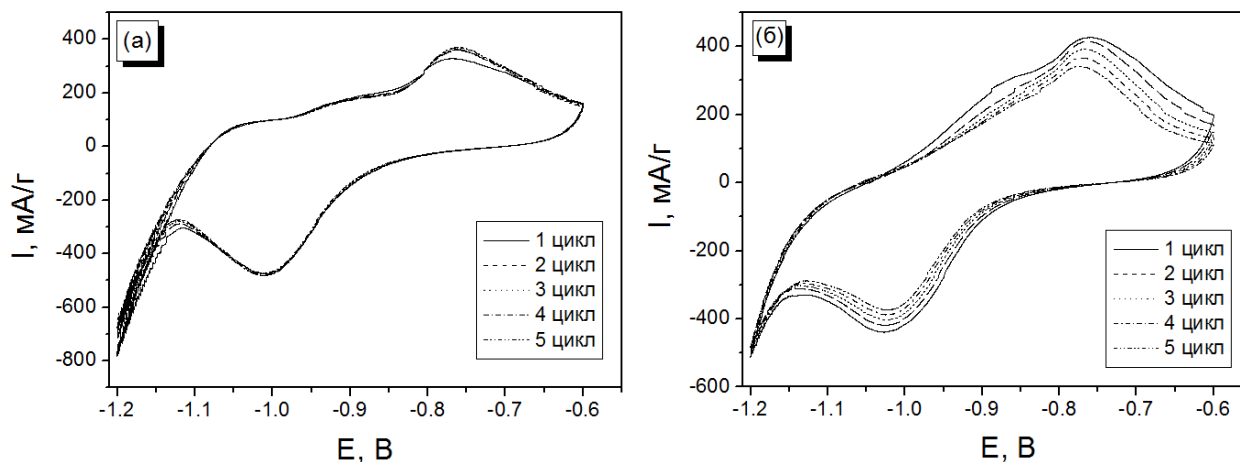 (а)
I, мА/г
400
200
0
-200
-400
-600
-800
1 цикл
2 цикл
3 цикл
4 цикл
5 цикл
-1.2 -1.1 -1.0 -0.9 -0.8 -0.7 -0.6
E, В
(б)
I, мА/г
400
200
0
-200
-400
-600
1 цикл
2 цикл
3 цикл
4 цикл
5 цикл
-1.2 -1.1 -1.0 -0.9 -0.8 -0.7 -0.6
E, В